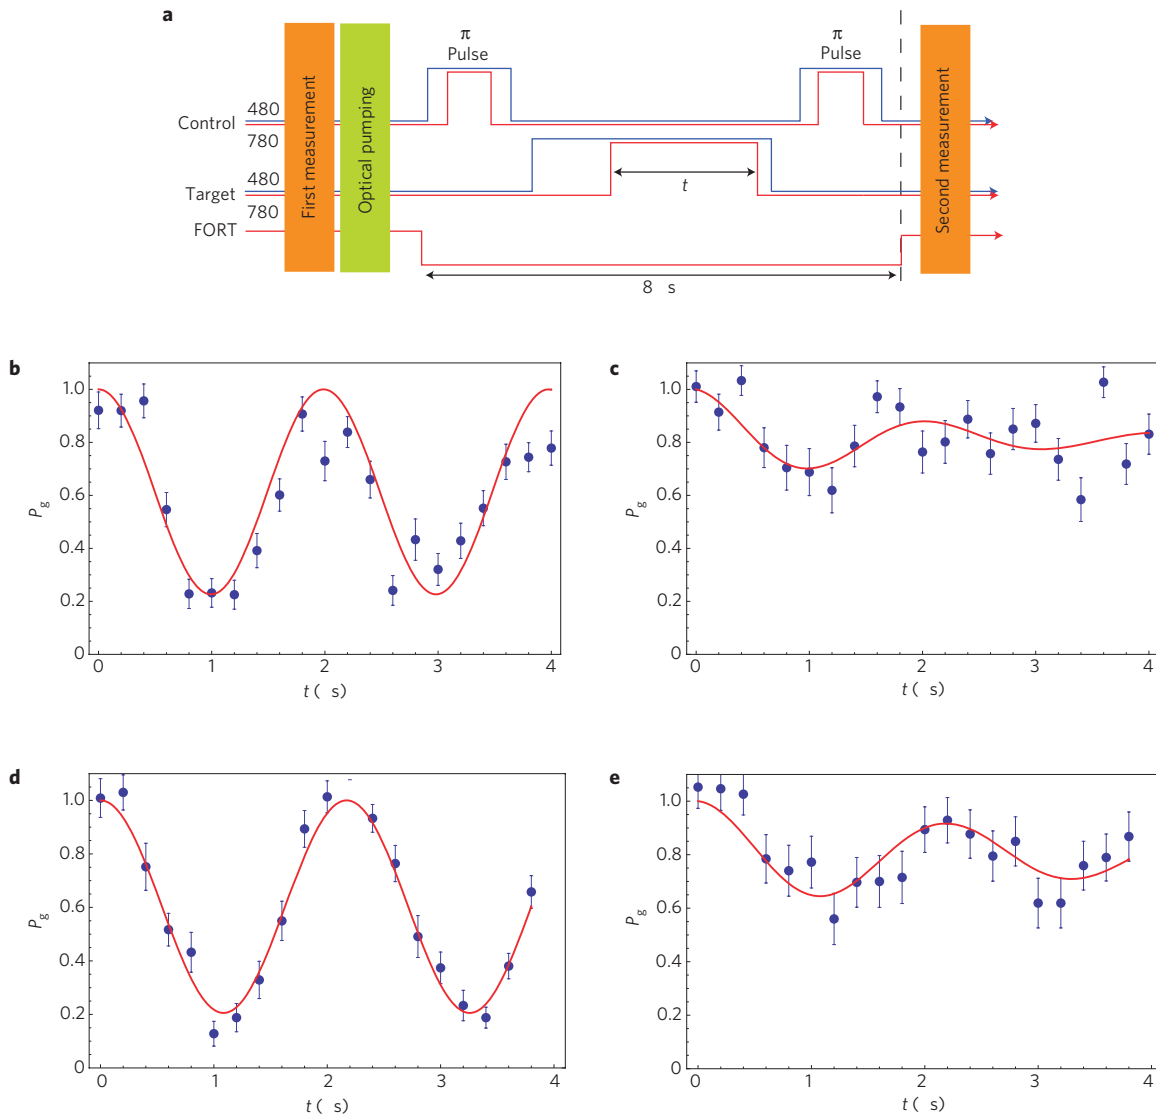 a
π
Pulse
π
Pulse
Control
480
780
Target
480
780
FORT
First measurement
Optical pumping
Second measurement
t
8 s
b
1.0
0.8
0.6
0.4
0.2
0
P g
0 1 2 3 4
t ( s)
c
1.0
0.8
0.6
0.4
0.2
0
P g
0 1 2 3 4
t ( s)
d
1.0
0.8
0.6
0.4
0.2
0
P g
0 1 2 3 4
t ( s)
e
1.0
0.8
0.6
0.4
0.2
0
P g
0 1 2 3 4
t ( s)